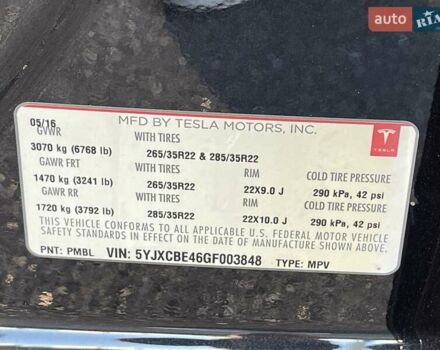 auto RIA
05/16
MFD BY TESLA MOTORS, INC.
GVWR WITH TIRES
3070 kg (6768 lb) 265/35R22 & 285/35R22
GAWR FRT WITH TIRES RIM COLD TIRE PRESSURE
1470 kg (3241 lb) 265/35R22 22X9.0 J 290 kPa, 42 psi
GAWR RR WITH TIRES RIM COLD TIRE PRESSURE
1720 kg (3792 lb) 285/35R22 22X10.0 J 290 kPa, 42 psi
THIS VEHICLE CONFORMS TO ALL APPLICABLE U.S. FEDERAL MOTOR VEHICLE
SAFETY STANDARDS IN EFFECT ON THE DATE OF MANUFACTURE SHOWN ABOVE.
PNT: PMBL VIN: 5YJXCBE46GF003848 TYPE: MPV
TESLA